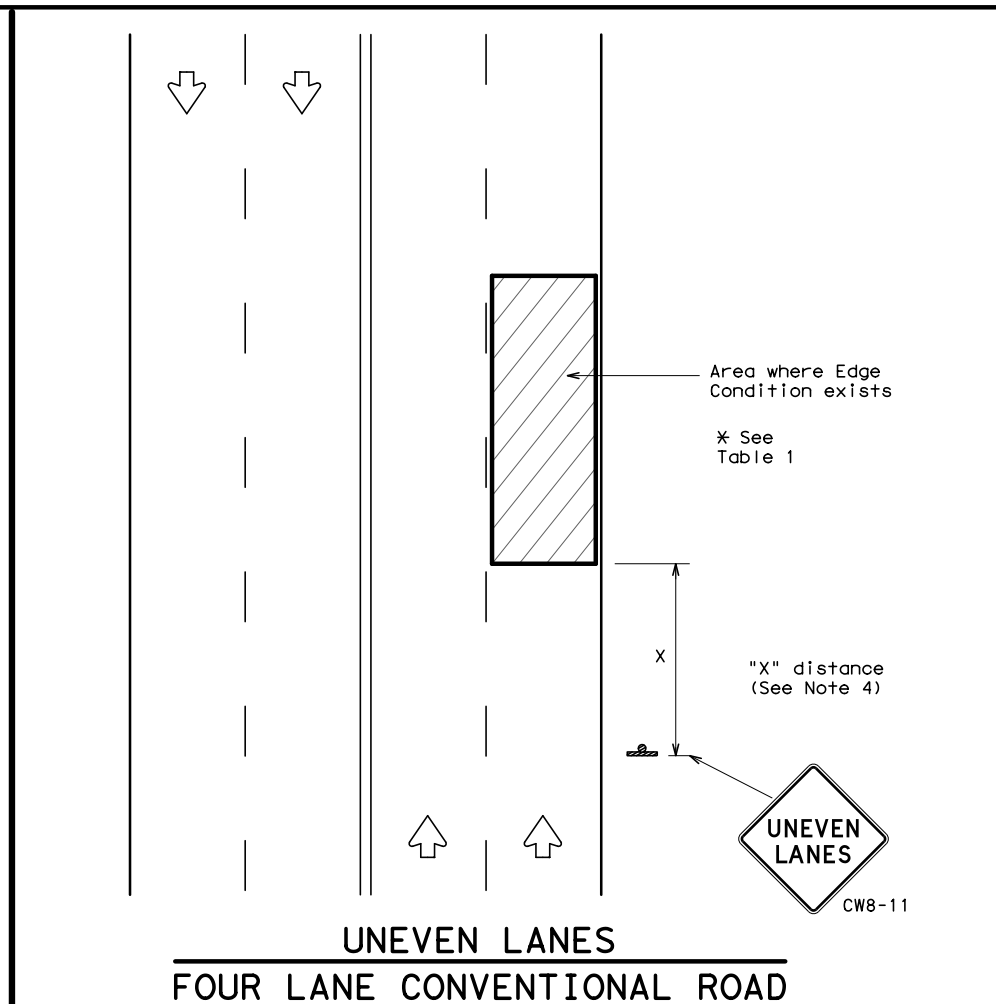 Area where Edge
Condition exists
* See
Table 1
X
"X" distance
(See Note 4)
UNEVEN
LANES
CW8-11
UNEVEN LANES
FOUR LANE CONVENTIONAL ROAD